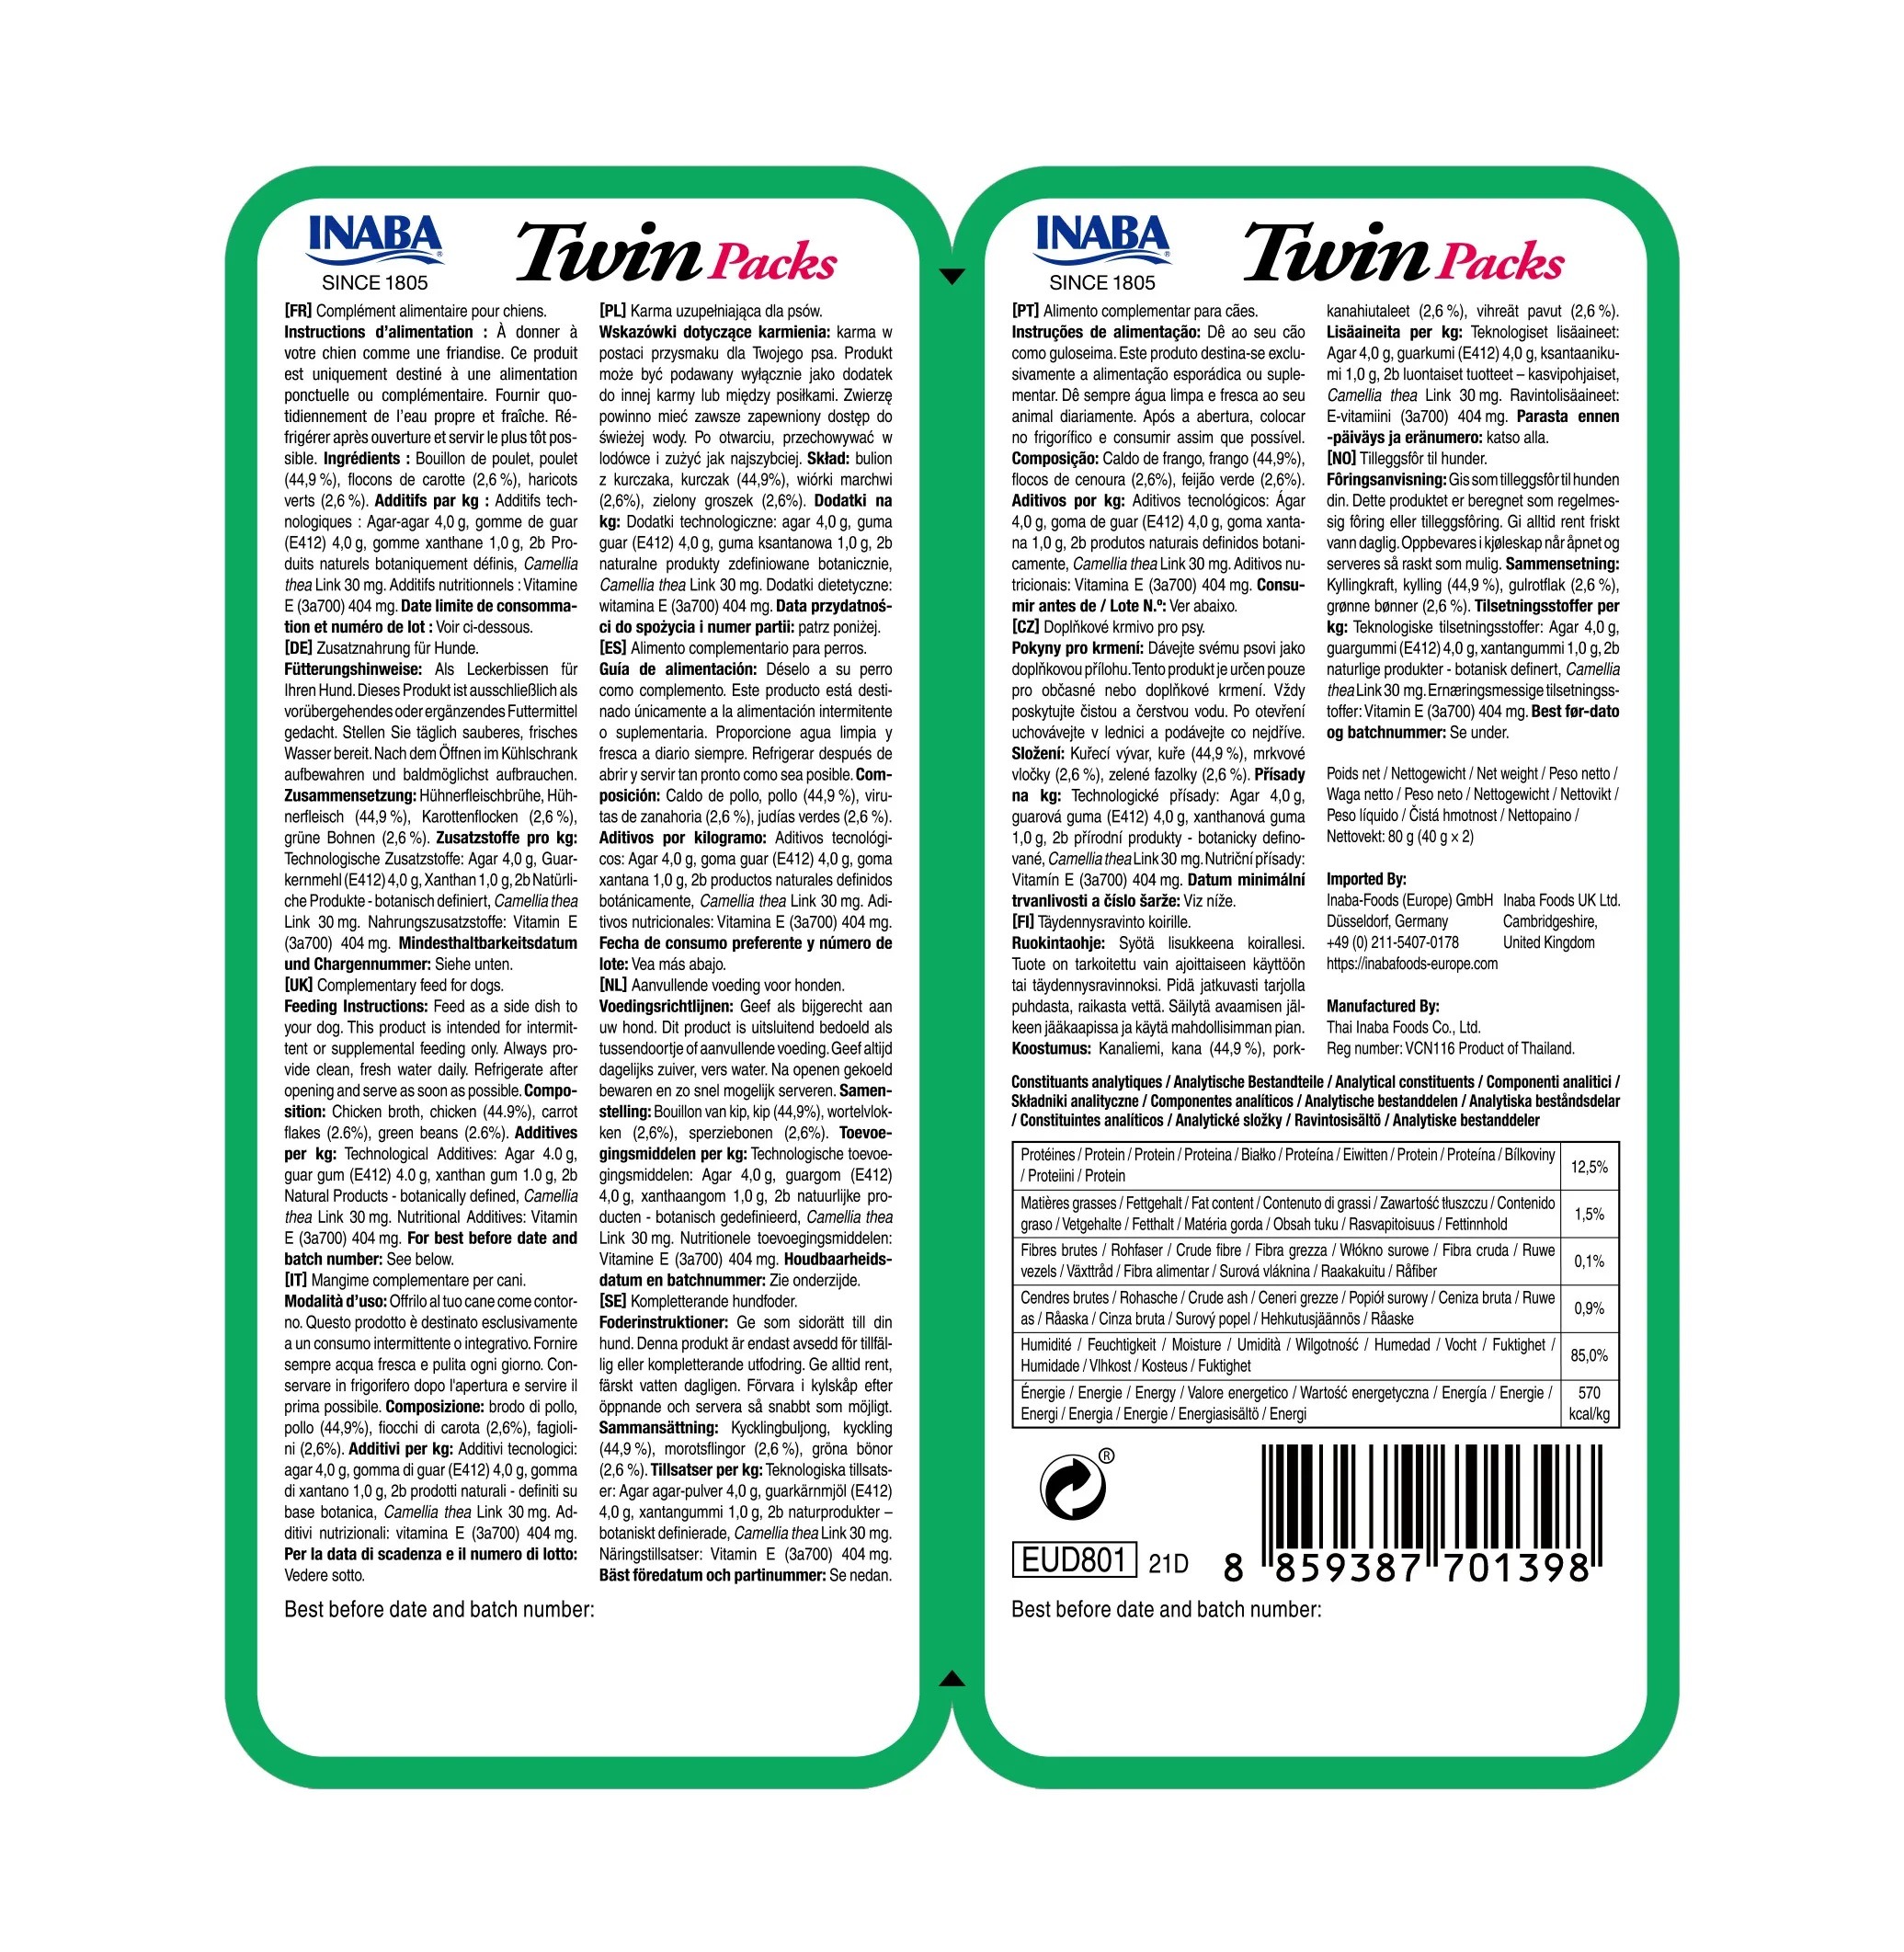 INABA
®
SINCE 1805
Twin Packs
[FR] Complément alimentaire pour chiens.
Instructions d'alimentation : À donner à
votre chien comme une friandise. Ce produit
est uniquement destiné à une alimentation
ponctuelle ou complémentaire. Fournir quo-
tidiennement de l'eau propre et fraîche. Ré-
frigérer après ouverture et servir le plus tôt pos-
sible. Ingrédients : Bouillon de poulet, poulet
(44,9 %), flocons de carotte (2,6 %), haricots
verts (2,6 %). Additifs par kg : Additifs tech-
nologiques : Agar-agar 4,0 g, gomme de guar
(E412) 4,0 g, gomme xanthane 1,0 g, 2b Pro-
duits naturels botaniquement définis, Camellia
thea Link 30 mg. Additifs nutritionnels : Vitamine
E (3a700) 404 mg. Date limite de consomma-
tion et numéro de lot : Voir ci-dessous.
[DE] Zusatznahrung für Hunde.
Fütterungshinweise: Als Leckerbissen für
Ihren Hund. Dieses Produkt ist ausschließlich als
vorübergehendes oder ergänzendes Futtermittel
gedacht. Stellen Sie täglich sauberes, frisches
Wasser bereit. Nach dem Öffnen im Kühlschrank
aufbewahren und baldmöglichst aufbrauchen.
Zusammensetzung: Hühnerfleischbrühe, Hüh-
nerfleisch (44,9 %), Karottenflocken (2,6 %),
grüne Bohnen (2,6 %). Zusatzstoffe pro kg:
Technologische Zusatzstoffe: Agar 4,0 g, Guar-
kernmehl (E412) 4,0 g, Xanthan 1,0 g, 2b Natürli-
che Produkte - botanisch definiert, Camellia thea
Link 30 mg. Nahrungszusatzstoffe: Vitamin E
(3a700) 404 mg. Mindesthaltbarkeitsdatum
und Chargennummer: Siehe unten.
[UK] Complementary feed for dogs.
Feeding Instructions: Feed as a side dish to
your dog. This product is intended for intermit-
tent or supplemental feeding only. Always pro-
vide clean, fresh water daily. Refrigerate after
opening and serve as soon as possible. Compo-
sition: Chicken broth, chicken (44.9%), carrot
flakes (2.6%), green beans (2.6%). Additives
per kg: Technological Additives: Agar 4.0 g,
guar gum (E412) 4.0 g, xanthan gum 1.0 g, 2b
Natural Products - botanically defined, Camellia
thea Link 30 mg. Nutritional Additives: Vitamin
E (3a700) 404 mg. For best before date and
batch number: See below.
[IT] Mangime complementare per cani.
Modalità d'uso: Offrilo al tuo cane come contor-
no. Questo prodotto è destinato esclusivamente
a un consumo intermittente o integrativo. Fornire
sempre acqua fresca e pulita ogni giorno. Con-
servare in frigorifero dopo l'apertura e servire il
prima possibile. Composizione: brodo di pollo,
pollo (44,9%), fiocchi di carota (2,6%), fagioli-
ni (2,6%). Additivi per kg: Additivi tecnologici:
agar 4,0 g, gomma di guar (E412) 4,0 g, gomma
di xantano 1,0 g, 2b prodotti naturali - definiti su
base botanica, Camellia thea Link 30 mg. Ad-
ditivi nutrizionali: vitamina E (3a700) 404 mg.
Per la data di scadenza e il numero di lotto:
Vedere sotto.
[PL] Karma uzupełniająca dla psów.
Wskazówki dotyczące karmienia: karma w
postaci przysmaku dla Twojego psa. Produkt
może być podawany wyłącznie jako dodatek
do innej karmy lub między posiłkami. Zwierzę
powinno mieć zawsze zapewniony dostęp do
świeżej wody. Po otwarciu, przechowywać w
lodówce i zużyć jak najszybciej. Skład: bulion
z kurczaka, kurczak (44,9%), wiórki marchwi
(2,6%), zielony groszek (2,6%). Dodatki na
kg: Dodatki technologiczne: agar 4,0 g, guma
guar (E412) 4,0 g, guma ksantanowa 1,0 g, 2b
naturalne produkty zdefiniowane botanicznie,
Camellia thea Link 30 mg. Dodatki dietetyczne:
witamina E (3a700) 404 mg. Data przydatnoś-
ci do spożycia i numer partii: patrz poniżej.
[ES] Alimento complementario para perros.
Guía de alimentación: Déselo a su perro
como complemento. Este producto está desti-
nado únicamente a la alimentación intermitente
o suplementaria. Proporcione agua limpia y
fresca a diario siempre. Refrigerar después de
abrir y servir tan pronto como sea posible. Com-
posición: Caldo de pollo, pollo (44,9 %), viru-
tas de zanahoria (2,6 %), judías verdes (2,6 %).
Aditivos por kilogramo: Aditivos tecnológi-
cos: Agar 4,0 g, goma guar (E412) 4,0 g, goma
xantana 1,0 g, 2b productos naturales definidos
botánicamente, Camellia thea Link 30 mg. Adi-
tivos nutricionales: Vitamina E (3a700) 404 mg.
Fecha de consumo preferente y número de
lote: Vea más abajo.
[NL] Aanvullende voeding voor honden.
Voedingsrichtlijnen: Geef als bijgerecht aan
uw hond. Dit product is uitsluitend bedoeld als
tussendoortje of aanvullende voeding. Geef altijd
dagelijks zuiver, vers water. Na openen gekoeld
bewaren en zo snel mogelijk serveren. Samen-
stelling: Bouillon van kip, kip (44,9%), wortelvlok-
ken (2,6%), sperziebonen (2,6%). Toevoe-
gingsmiddelen per kg: Technologische toevoe-
gingsmiddelen: Agar 4,0 g, guargom (E412)
4,0 g, xanthaangom 1,0 g, 2b natuurlijke pro-
ducten - botanisch gedefinieerd, Camellia thea
Link 30 mg. Nutritionele toevoegingsmiddelen:
Vitamine E (3a700) 404 mg. Houdbaarheids-
datum en batchnummer: Zie onderzijde.
[SE] Kompletterande hundfoder.
Foderinstruktioner: Ge som sidorätt till din
hund. Denna produkt är endast avsedd för tillfäl-
lig eller kompletterande utfodring. Ge alltid rent,
färskt vatten dagligen. Förvara i kylskåp efter
öppnande och servera så snabbt som möjligt.
Sammansättning: Kycklingbuljong, kyckling
(44,9 %), morotsflingor (2,6 %), gröna bönor
(2,6 %). Tillsatser per kg: Teknologiska tillsats-
er: Agar agar-pulver 4,0 g, guarkärnmjöl (E412)
4,0 g, xantangummi 1,0 g, 2b naturprodukter –
botaniskt definierade, Camellia thea Link 30 mg.
Näringstillsatser: Vitamin E (3a700) 404 mg.
Bäst föredatum och partinummer: Se nedan.
Best before date and batch number:
INABA
®
SINCE 1805
Twin Packs
[PT] Alimento complementar para cães.
Instruções de alimentação: Dê ao seu cão
como guloseima. Este produto destina-se exclu-
sivamente a alimentação esporádica ou suple-
mentar. Dê sempre água limpa e fresca ao seu
animal diariamente. Após a abertura, colocar
no frigorífico e consumir assim que possível.
Composição: Caldo de frango, frango (44,9%),
flocos de cenoura (2,6%), feijão verde (2,6%).
Aditivos por kg: Aditivos tecnológicos: Ágar
4,0 g, goma de guar (E412) 4,0 g, goma xanta-
na 1,0 g, 2b produtos naturais definidos botani-
camente, Camellia thea Link 30 mg. Aditivos nu-
tricionais: Vitamina E (3a700) 404 mg. Consu-
mir antes de / Lote N.º: Ver abaixo.
[CZ] Doplňkové krmivo pro psy.
Pokyny pro krmení: Dávejte svému psovi jako
doplňkovou přílohu. Tento produkt je určen pouze
pro občasné nebo doplňkové krmení. Vždy
poskytujte čistou a čerstvou vodu. Po otevření
uchovávejte v lednici a podávejte co nejdříve.
Složení: Kuřecí vývar, kuře (44,9 %), mrkvové
vločky (2,6 %), zelené fazolky (2,6 %). Přísady
na kg: Technologické přísady: Agar 4,0 g,
guarová guma (E412) 4,0 g, xanthanová guma
1,0 g, 2b přírodní produkty - botanicky defino-
vané, Camellia thea Link 30 mg. Nutriční přísady:
Vitamín E (3a700) 404 mg. Datum minimální
trvanlivosti a číslo šarže: Viz níže.
[FI] Täydennysravinto koirille.
Ruokintaohje: Syötä lisukkeena koirallesi.
Tuote on tarkoitettu vain ajoittaiseen käyttöön
tai täydennysravinnoksi. Pidä jatkuvasti tarjolla
puhdasta, raikasta vettä. Säilytä avaamisen jäl-
keen jääkaapissa ja käytä mahdollisimman pian.
Koostumus: Kanaliemi, kana (44,9 %), pork-
kanahiutaleet (2,6 %), vihreät pavut (2,6 %).
Lisäaineita per kg: Teknologiset lisäaineet:
Agar 4,0 g, guarkumi (E412) 4,0 g, ksantaaniku-
mi 1,0 g, 2b luontaiset tuotteet – kasvipohjaiset,
Camellia thea Link 30 mg. Ravintolisäaineet:
E-vitamiini (3a700) 404 mg. Parasta ennen
-päiväys ja eränumero: katso alla.
[NO] Tilleggsfôr til hunder.
Fôringsanvisning: Gis som tilleggsfôr til hunden
din. Dette produktet er beregnet som regelmes-
sig fôring eller tilleggsfôring. Gi alltid rent friskt
vann daglig. Oppbevares i kjøleskap når åpnet og
serveres så raskt som mulig. Sammensetning:
Kyllingkraft, kylling (44,9 %), gulrotflak (2,6 %),
grønne bønner (2,6 %). Tilsetningsstoffer per
kg: Teknologiske tilsetningsstoffer: Agar 4,0 g,
guargummi (E412) 4,0 g, xantangummi 1,0 g, 2b
naturlige produkter - botanisk definert, Camellia
thea Link 30 mg. Ernæringsmessige tilsetningss-
toffer: Vitamin E (3a700) 404 mg. Best før-dato
og batchnummer: Se under.
Poids net / Nettogewicht / Net weight / Peso netto /
Waga netto / Peso neto / Nettogewicht / Nettovikt /
Peso líquido / Čistá hmotnost / Nettopaino /
Nettovekt: 80 g (40 g × 2)
Imported By:
Inaba-Foods (Europe) GmbH
Düsseldorf, Germany
+49 (0) 211-5407-0178
https://inabafoods-europe.com
Inaba Foods UK Ltd.
Cambridgeshire,
United Kingdom
Manufactured By:
Thai Inaba Foods Co., Ltd.
Reg number: VCN116 Product of Thailand.
Constituants analytiques / Analytische Bestandteile / Analytical constituents / Componenti analitici /
Składniki analityczne / Componentes analíticos / Analytische bestanddelen / Analytiska beståndsdelar
/ Constituintes analíticos / Analytické složky / Ravintosisältö / Analytiske bestanddeler
Protéines / Protein / Protein / Proteina / Białko / Proteína / Eiwitten / Protein / Proteína / Bílkoviny
/ Proteiini / Protein
12,5%
Matières grasses / Fettgehalt / Fat content / Contenuto di grassi / Zawartość tłuszczu / Contenido
graso / Vetgehalte / Fetthalt / Matéria gorda / Obsah tuku / Rasvapitoisuus / Fettinnhold
1,5%
Fibres brutes / Rohfaser / Crude fibre / Fibra grezza / Włókno surowe / Fibra cruda / Ruwe
vezels / Växttråd / Fibra alimentar / Surová vláknina / Raakakuitu / Råfiber
0,1%
Cendres brutes / Rohasche / Crude ash / Ceneri grezze / Popiół surowy / Ceniza bruta / Ruwe
as / Råaska / Cinza bruta / Surový popel / Hehkutusjäännös / Råaske
0,9%
Humidité / Feuchtigkeit / Moisture / Umidità / Wilgotność / Humedad / Vocht / Fuktighet /
Humidade / Vlhkost / Kosteus / Fuktighet
85,0%
Énergie / Energie / Energy / Valore energetico / Wartość energetyczna / Energía / Energie /
Energi / Energia / Energie / Energiasisältö / Energi
570
kcal/kg
®
EUD801
21D
8 859387 701398
Best before date and batch number: